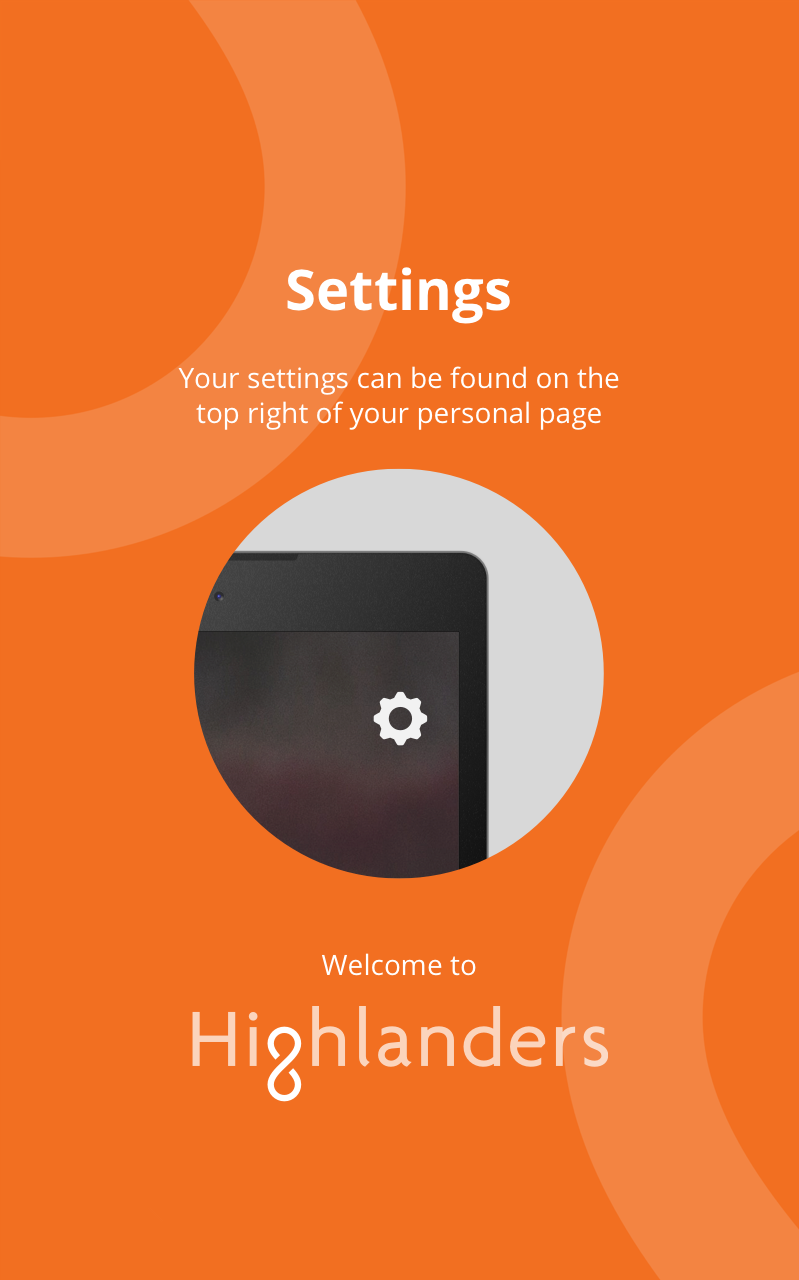 Settings
Your settings can be found on the
top right of your personal page
Welcome to
Highlanders